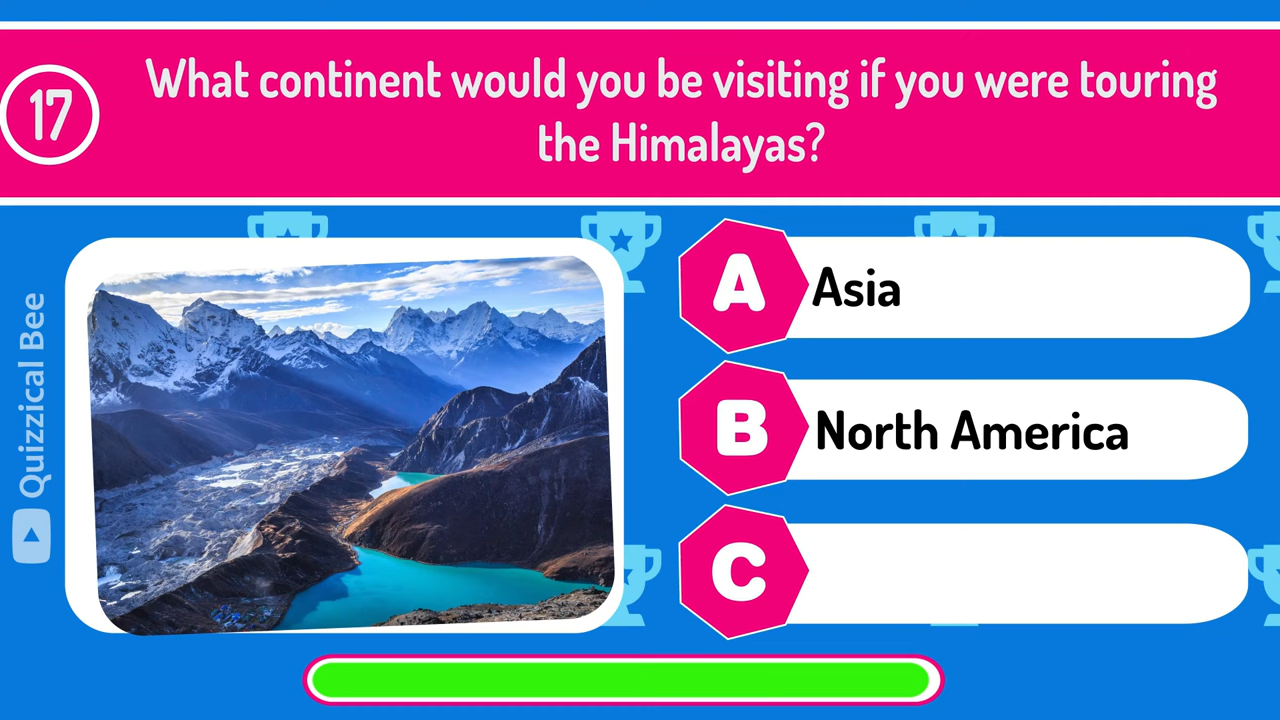 17
What continent would you be visiting if you were touring
the Himalayas?
Quizzical Bee
A
Asia
B
North America
C